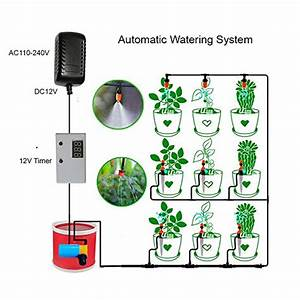 Automatic Watering System
AC110-240V
DC12V
12V Timer